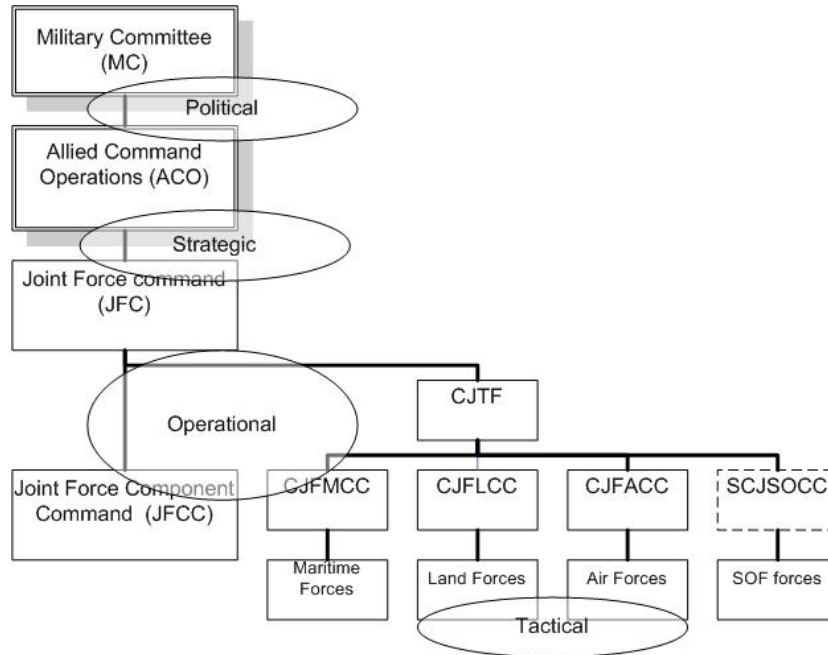 Military Committee
(MC)
Political
Allied Command
Operations (ACO)
Strategic
Joint Force command
(JFC)
CJTF
Operational
Joint Force Component
Command (JFCC)
CJFMCC
CJFLCC
CJFACC
SCJSOCC
Maritime
Forces
Land Forces
Air Forces
SOF forces
Tactical